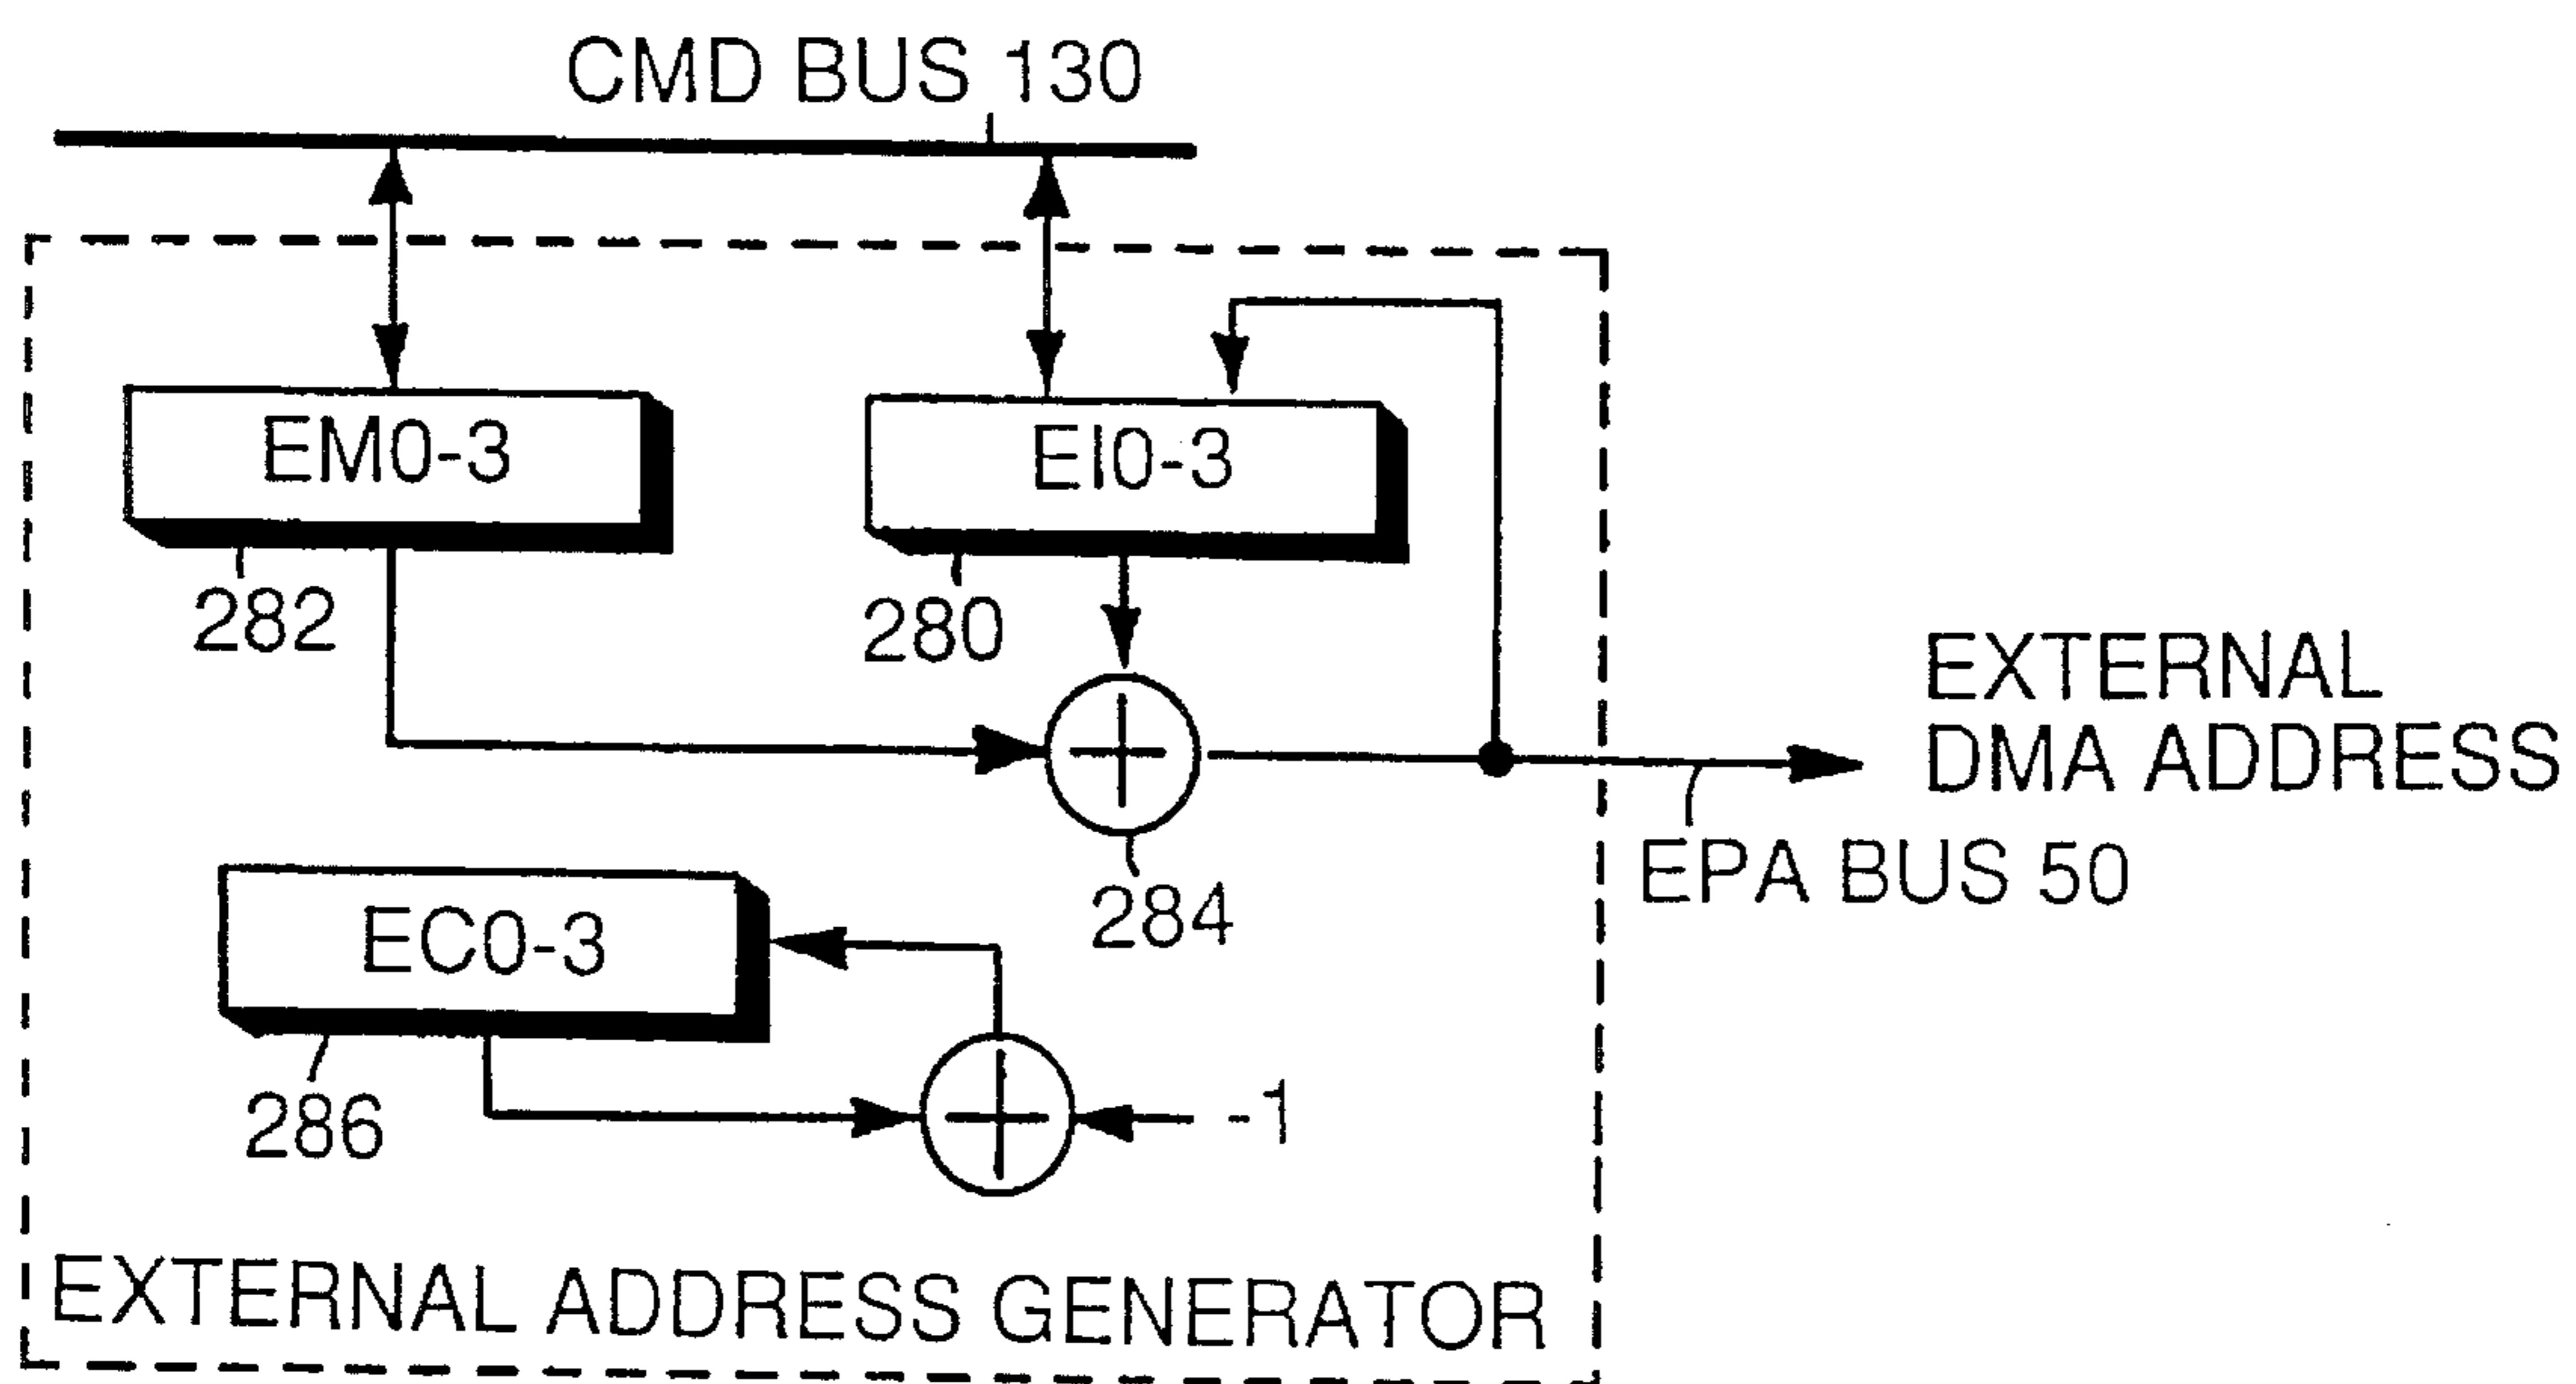 CMD BUS 130
EM0-3
EI0-3
282
280
EXTERNAL
DMA ADDRESS
EPA BUS 50
284
EC0-3
286
-1
EXTERNAL ADDRESS GENERATOR